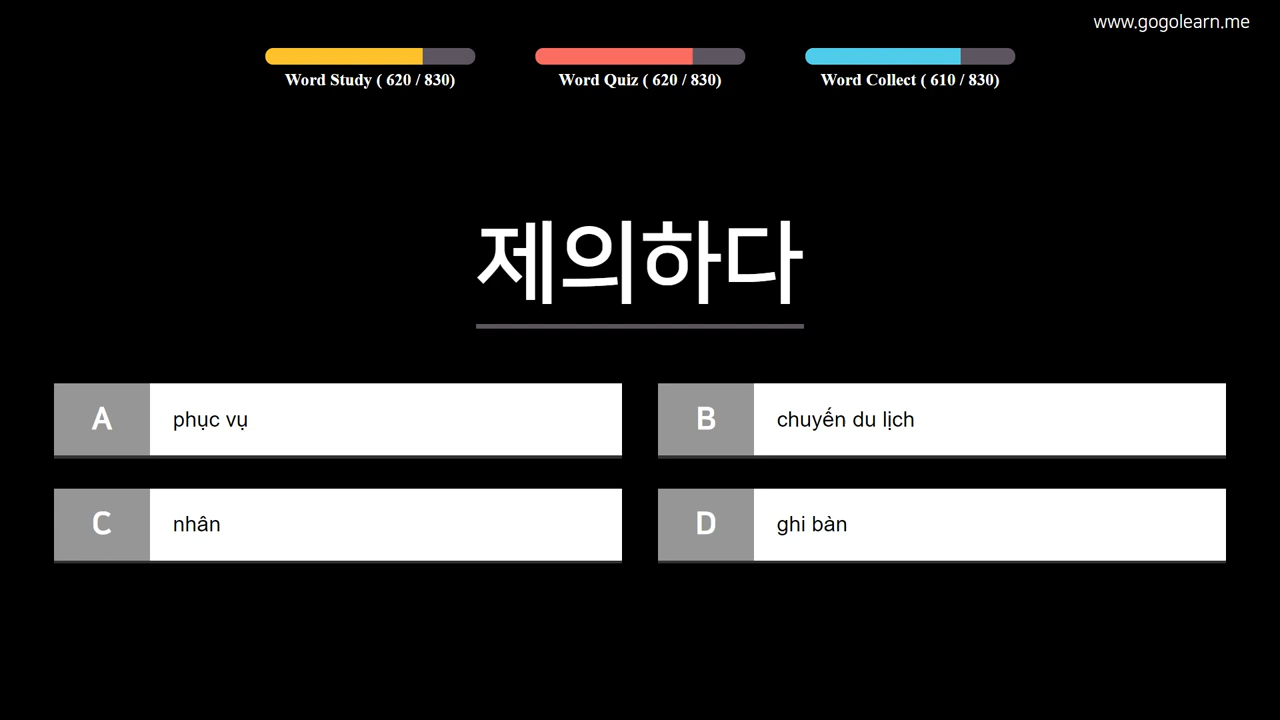 www.gogolearn.me
Word Study ( 620 / 830)
Word Quiz ( 620 / 830)
Word Collect ( 610 / 830)
제의하다
A phục vụ
B chuyến du lịch
C nhân
D ghi bàn